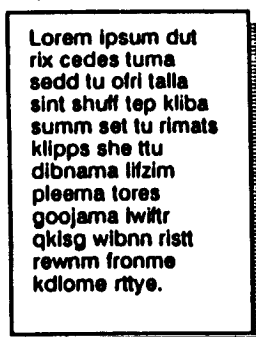 Lorem ipsum dut
rix cedes tuma
sedd tu ofri talla
sint shuff tep kliba
summ set tu rimats
klipps she ttu
dibnama lifzim
pleema tores
goojama iwiftr
qkisg wibnn ristt
rewnm fronme
kdlome rttye.